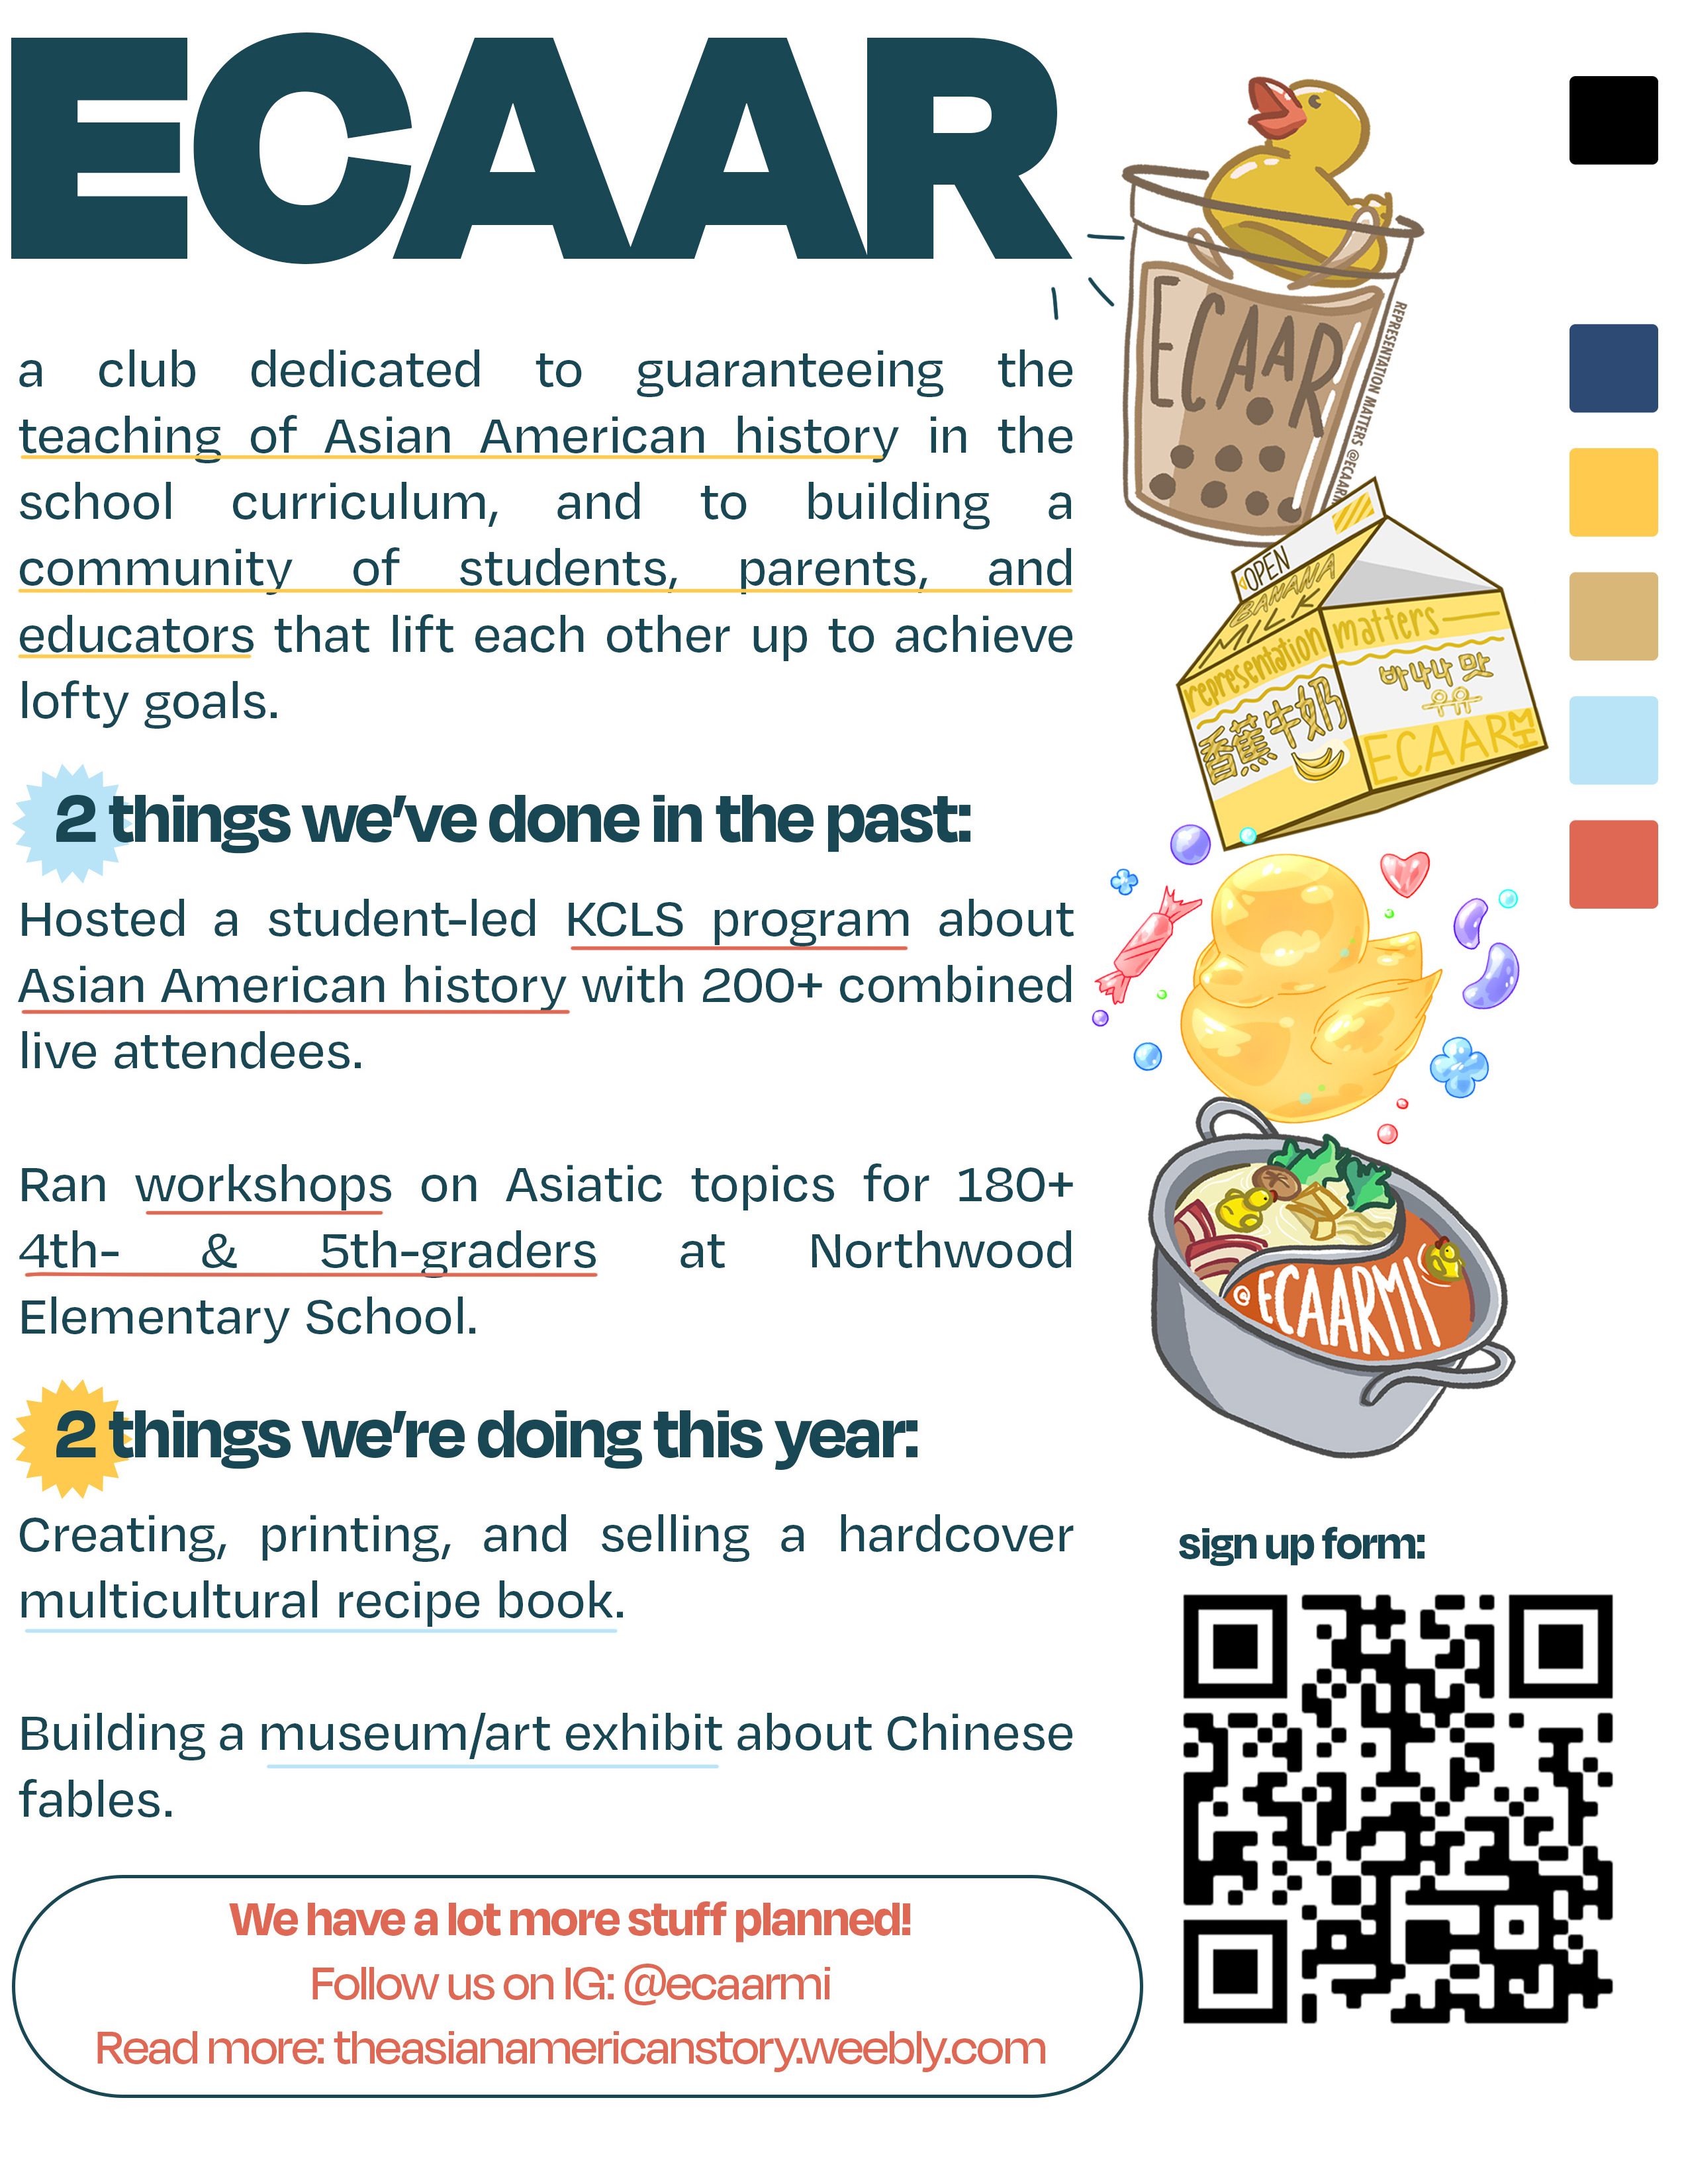 ECAAR
a club dedicated to guaranteeing the
teaching of Asian American history in the
school curriculum, and to building a
community of students, parents, and
educators that lift each other up to achieve
lofty goals.
2 things we've done in the past:
Hosted a student-led KCLS program about
Asian American history with 200+ combined
live attendees.
Ran workshops on Asiatic topics for 180+
4th- & 5th-graders at Northwood
Elementary School.
2 things we're doing this year:
Creating, printing, and selling a hardcover
multicultural recipe book.
Building a museum/art exhibit about Chinese
fables.
We have a lot more stuff planned!
Follow us on IG: @ecaarmi
Read more: theasianamericanstory.weebly.com
ECAAR
REPRESENTATION MATTERS @ECAAR
OPEN
BANANA
MILK
representation matters
香蕉牛奶
바나나 맛
우유
ECAARMI
@ECAARMI
sign up form: